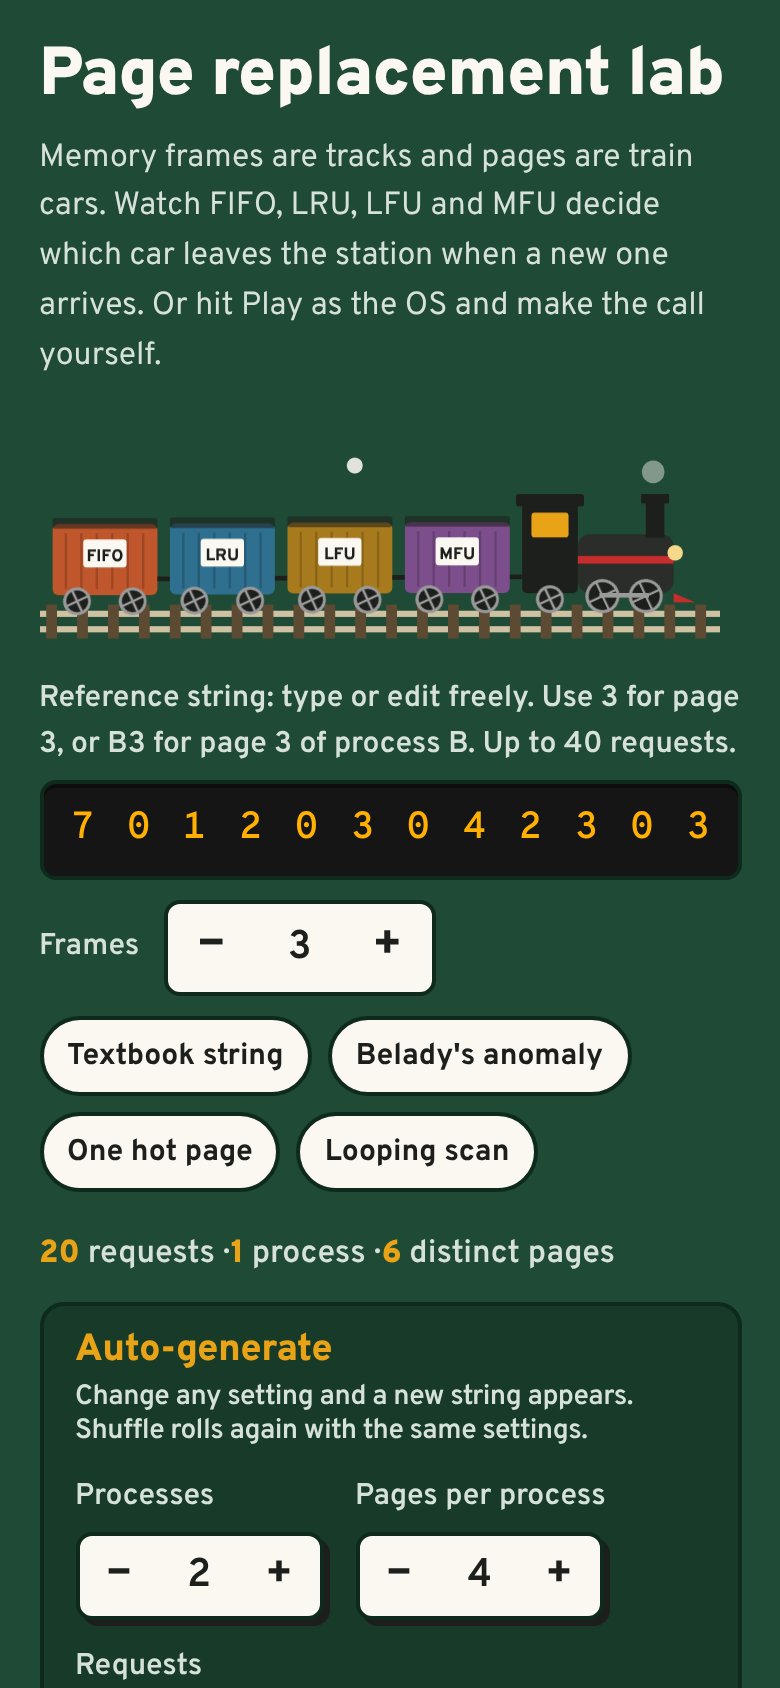 Page replacement lab
Memory frames are tracks and pages are train
cars. Watch FIFO, LRU, LFU and MFU decide
which car leaves the station when a new one
arrives. Or hit Play as the OS and make the call
yourself.
FIFO LRU LFU MFU
Reference string: type or edit freely. Use 3 for page
3, or B3 for page 3 of process B. Up to 40 requests.
7 0 1 2 0 3 0 4 2 3 0 3
Frames − 3 +
Textbook string Belady's anomaly
One hot page Looping scan
20 requests ·1 process ·6 distinct pages
Auto-generate
Change any setting and a new string appears.
Shuffle rolls again with the same settings.
Processes Pages per process
− 2 + − 4 +
Requests